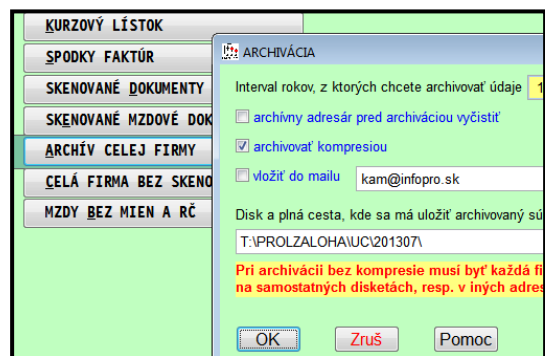 KURZOVÝ LÍSTOK
SPODKY FAKTÚR
SKENOVANÉ DOKUMENTY
SKENOVANÉ MZDOVÉ DOK
ARCHÍV CELEJ FIRMY
CELÁ FIRMA BEZ SKENO
MZDY BEZ MIEN A RČ
ARCHIVÁCIA
Interval rokov, z ktorých chcete archivovať údaje 1
archívny adresár pred archiváciou vyčistiť
archivovať kompresiou
vložiť do mailu kam@infopro.sk
Disk a plná cesta, kde sa má uložiť archivovaný sú
T:\PROLZALOHA\UC\201307\
Pri archivácii bez kompresie musí byť každá fi
na samostatných disketách, resp. v iných adres
OK Zruš Pomoc